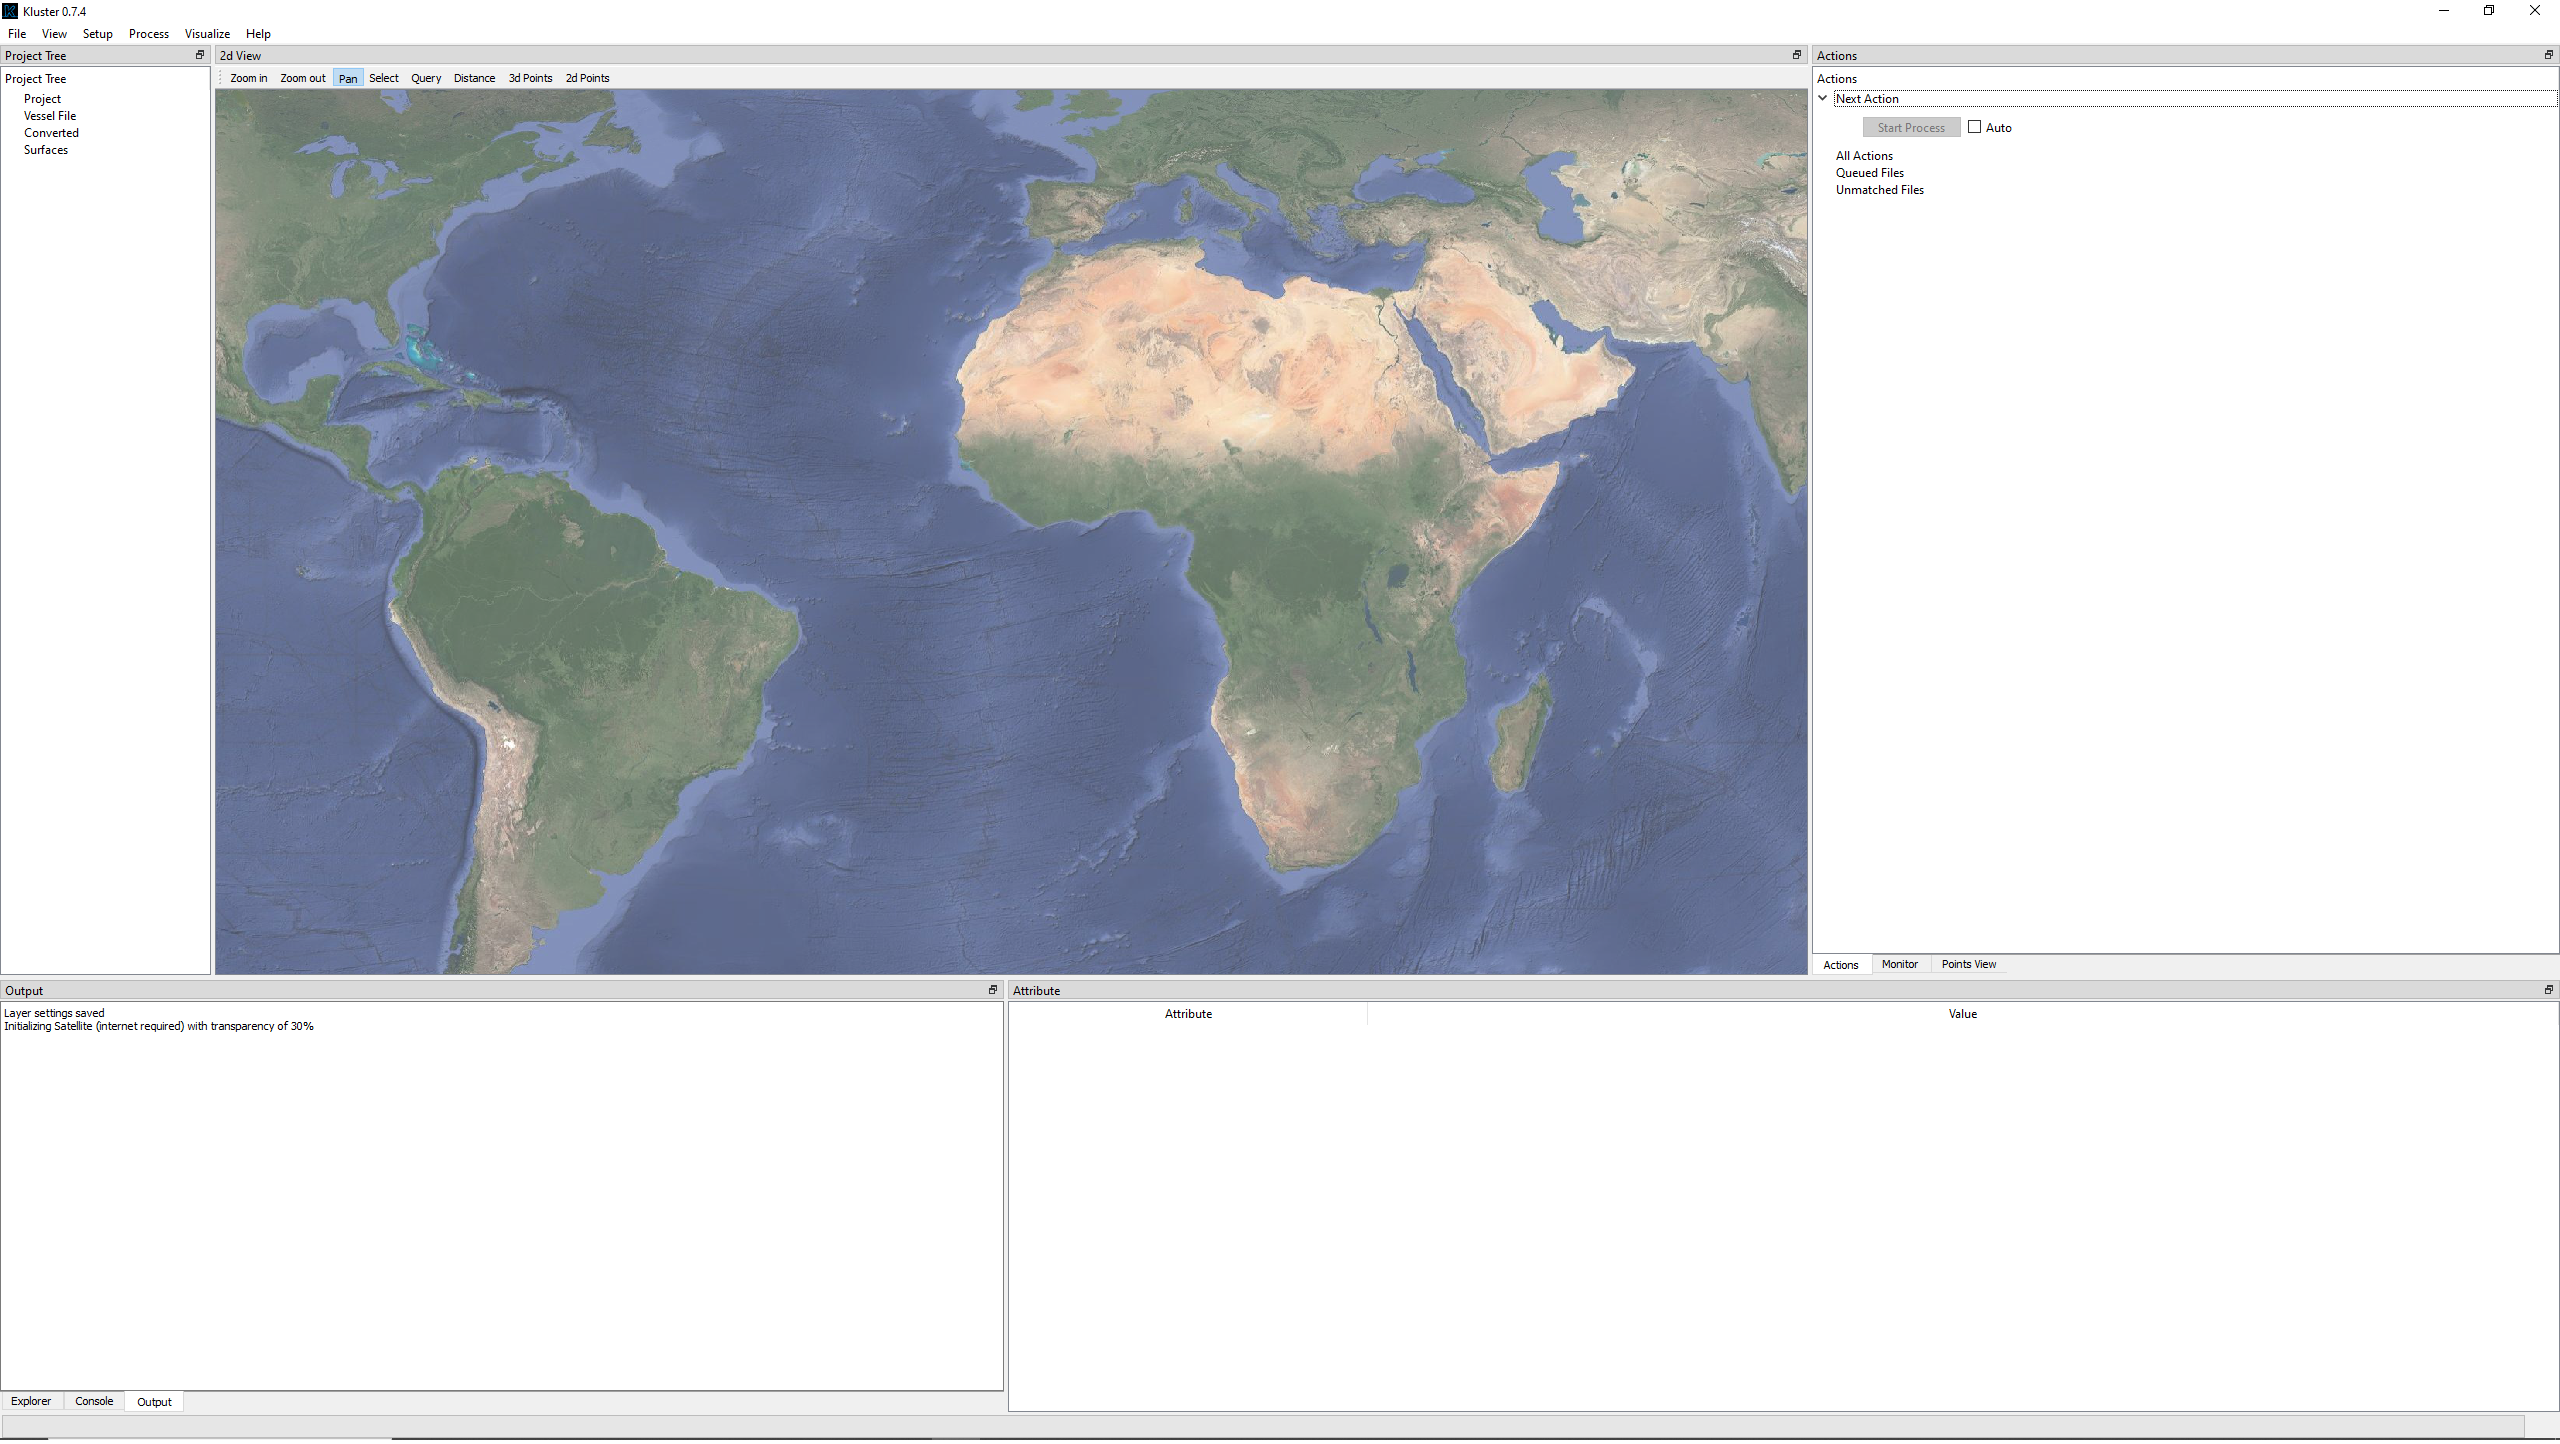 Kluster 0.7.4
File View Setup Process Visualize Help
Project Tree
Project Tree
Project
Vessel File
Converted
Surfaces
2d View
Zoom in Zoom out Pan Select Query Distance 3d Points 2d Points
Actions
Actions
Next Action
Start Process Auto
All Actions
Queued Files
Unmatched Files
Actions Monitor Points View
Output
Layer settings saved
Initializing Satellite (internet required) with transparency of 30%
Explorer Console Output
Attribute
Attribute Value